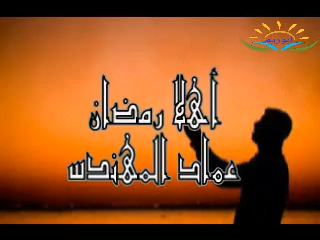 أهلا رمضان
عماد المهندس